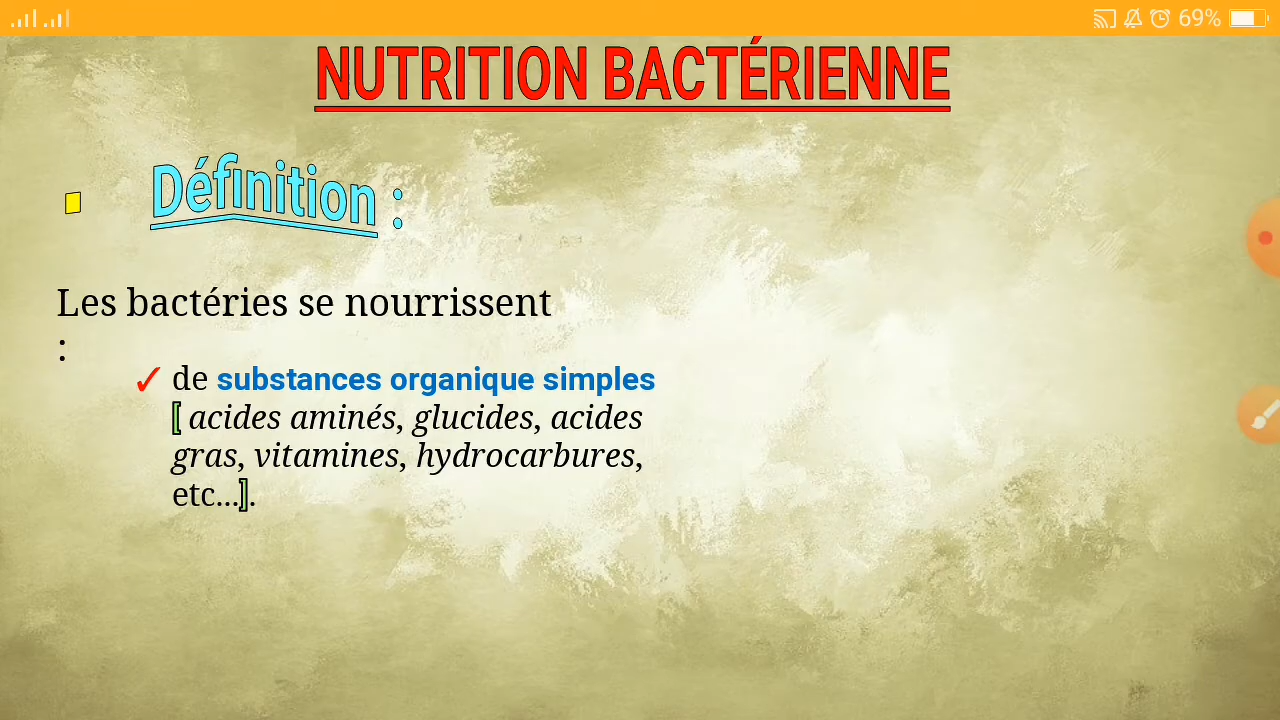 69%
NUTRITION BACTÉRIENNE
Définition :
Les bactéries se nourrissent
:
✓ de substances organique simples
[ acides aminés, glucides, acides
gras, vitamines, hydrocarbures,
etc...].